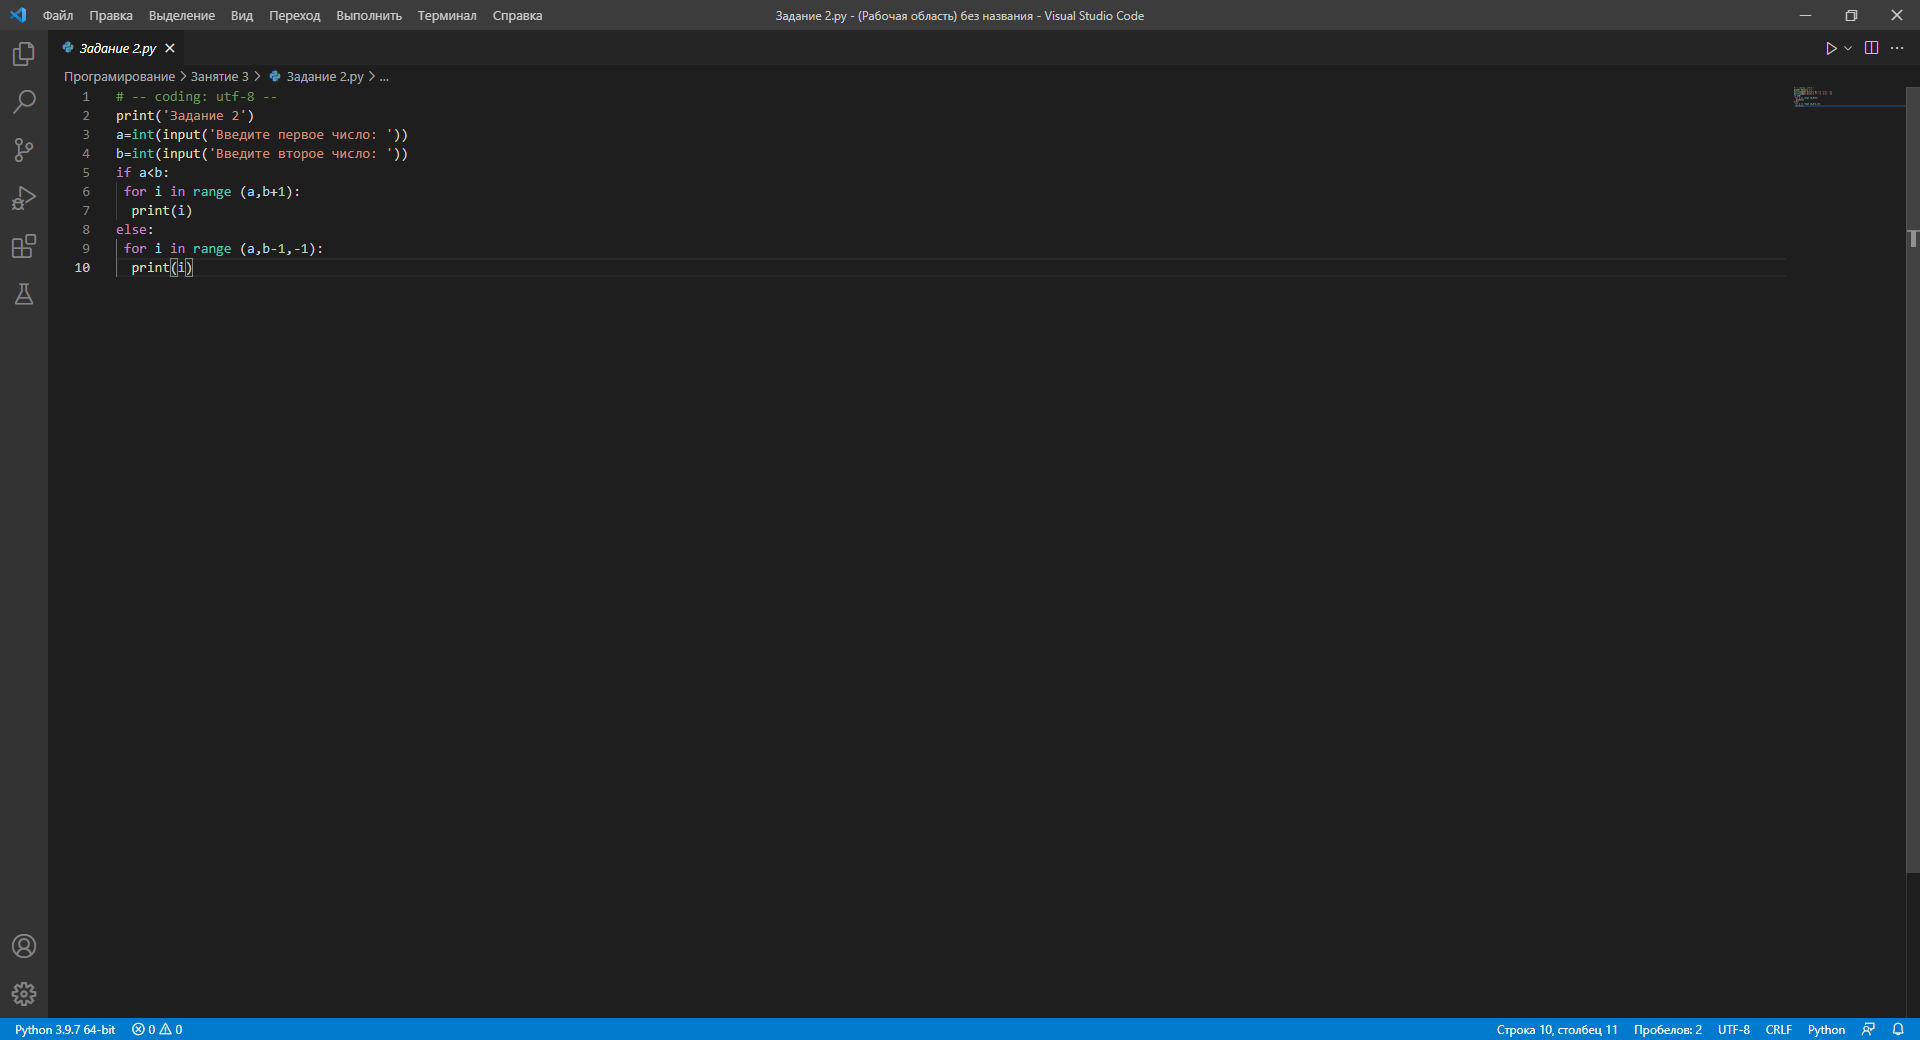 Файл Правка Выделение Вид Переход Выполнить Терминал Справка Задание 2.py - (Рабочая область) без названия - Visual Studio Code
Задание 2.py
Програмирование > Занятие 3 > Задание 2.py > ...
1 # -- coding: utf-8 --
2 print('Задание 2')
3 a=int(input('Введите первое число: '))
4 b=int(input('Введите второе число: '))
5 if a<b:
6 for i in range (a,b+1):
7 print(i)
8 else:
9 for i in range (a,b-1,-1):
10 print(i)
Python 3.9.7 64-bit 0 0 Строка 10, столбец 11 Пробелов: 2 UTF-8 CRLF Python